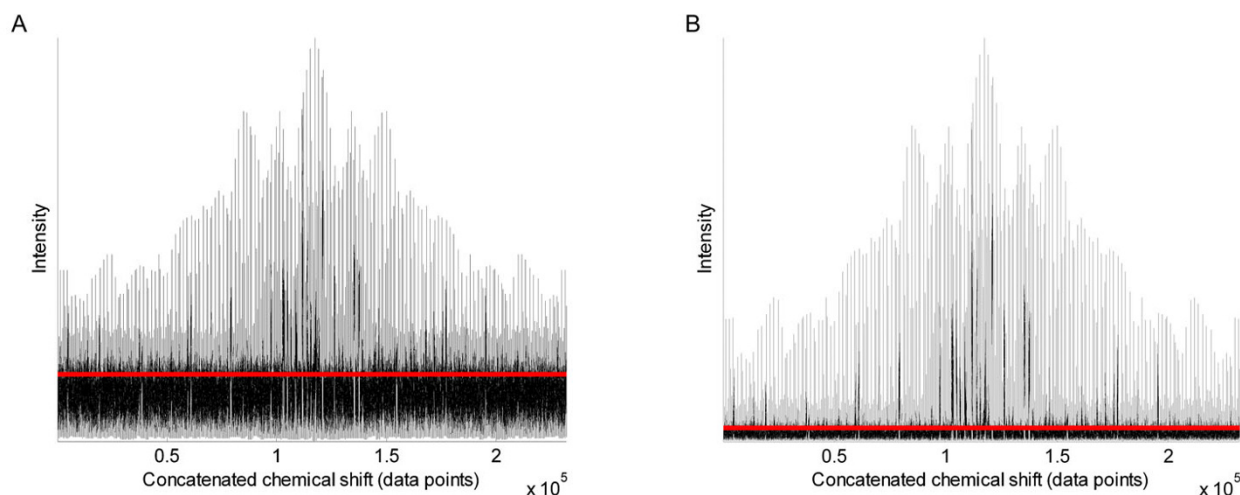 A
Intensity
0.5
1
1.5
2
Concatenated chemical shift (data points)
x 10^5
B
Intensity
0.5
1
1.5
2
Concatenated chemical shift (data points)
x 10^5